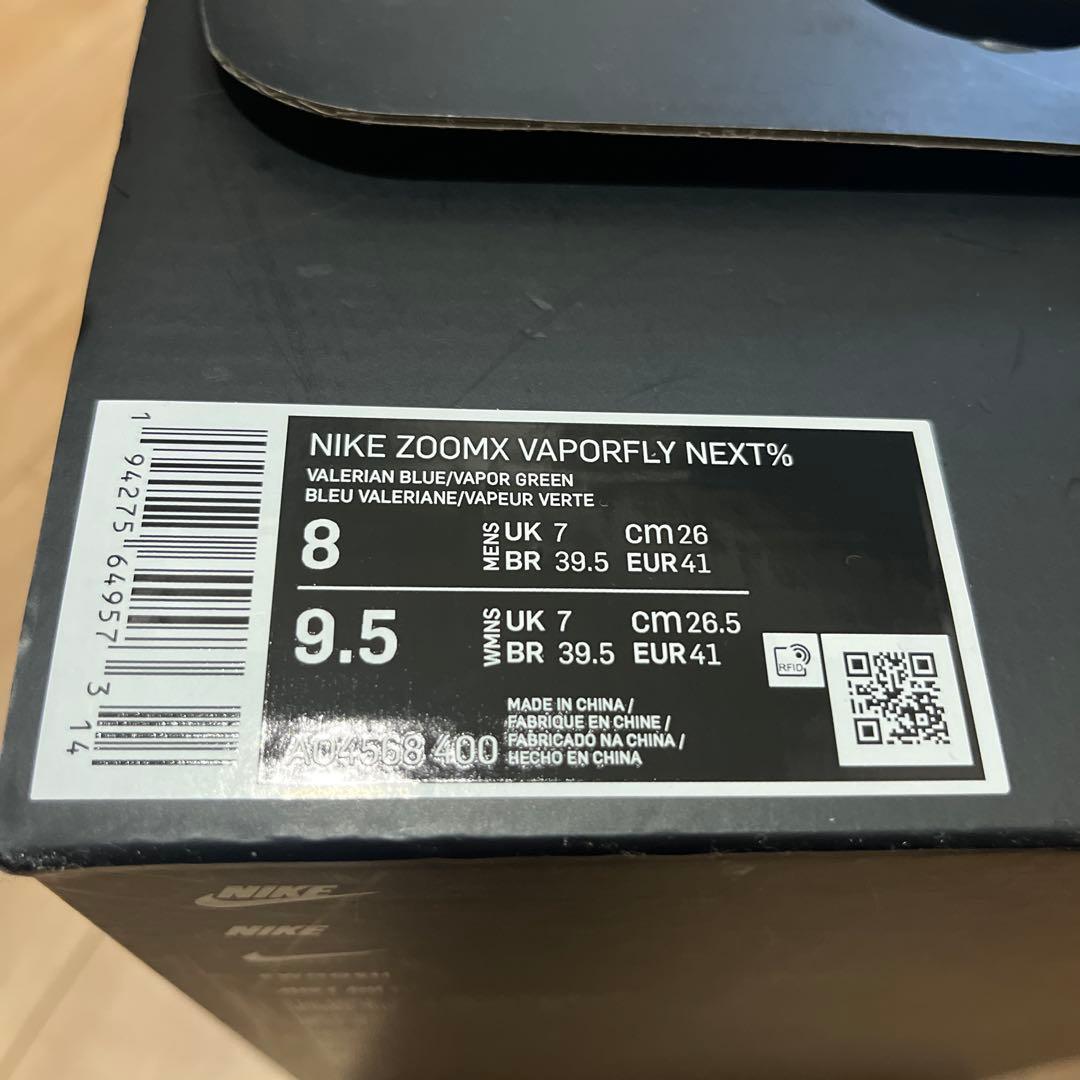 NIKE ZOOMX VAPORFLY NEXT%
VALERIAN BLUE/VAPOR GREEN
BLEU VALERIANE/VAPEUR VERTE
8 MENS UK 7 cm 26
BR 39.5 EUR 41
9.5 WMNS UK 7 cm 26.5
BR 39.5 EUR 41
RFID
MADE IN CHINA /
FABRIQUE EN CHINE /
FABRICADO NA CHINA /
HECHO EN CHINA
AO4568 400
1 94275 64957 3 14
NIKE
NIKE